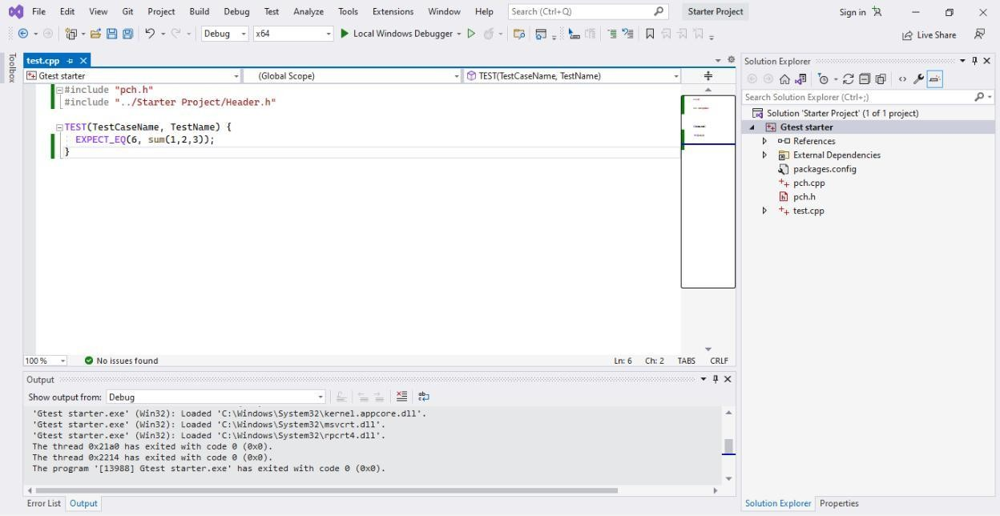 File Edit View Git Project Build Debug Test Analyze Tools Extensions Window Help Search (Ctrl+Q) Starter Project Sign in
Debug x64 Local Windows Debugger Live Share
Toolbox
test.cpp
Gtest starter (Global Scope) TEST(TestCaseName, TestName)
#include "pch.h"
#include "../Starter Project/Header.h"
TEST(TestCaseName, TestName) {
EXPECT_EQ(6, sum(1,2,3));
}
100 % No issues found Ln: 6 Ch: 2 TABS CRLF
Output
Show output from: Debug
'Gtest starter.exe' (Win32): Loaded 'C:\Windows\System32\kernel.appcore.dll'.
'Gtest starter.exe' (Win32): Loaded 'C:\Windows\System32\msvcrt.dll'.
'Gtest starter.exe' (Win32): Loaded 'C:\Windows\System32\rpcrt4.dll'.
The thread 0x21a0 has exited with code 0 (0x0).
The thread 0x2214 has exited with code 0 (0x0).
The program '[13988] Gtest starter.exe' has exited with code 0 (0x0).
Error List Output
Solution Explorer
Search Solution Explorer (Ctrl+;)
Solution 'Starter Project' (1 of 1 project)
Gtest starter
References
External Dependencies
packages.config
pch.cpp
pch.h
test.cpp
Solution Explorer Properties